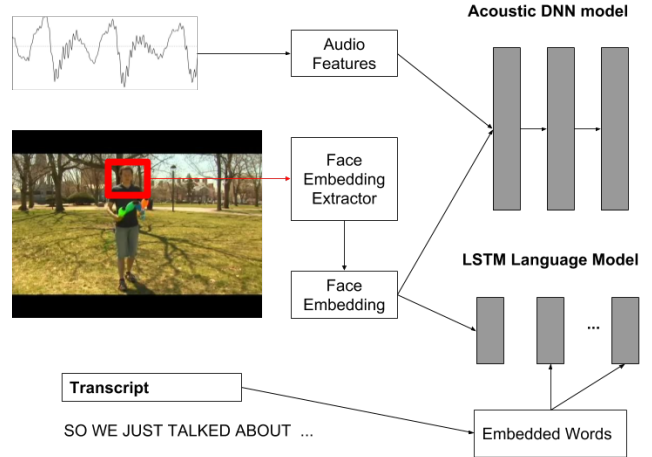 Acoustic DNN model
Audio
Features
Face
Embedding
Extractor
Face
Embedding
LSTM Language Model
...
Transcript
SO WE JUST TALKED ABOUT ...
Embedded Words